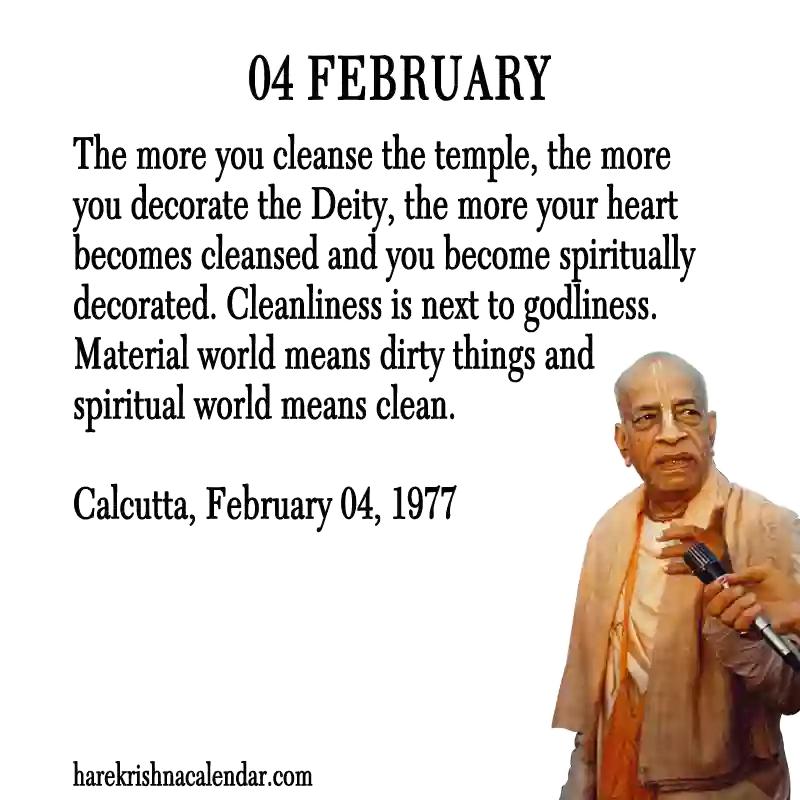 04 FEBRUARY
The more you cleanse the temple, the more
you decorate the Deity, the more your heart
becomes cleansed and you become spiritually
decorated. Cleanliness is next to godliness.
Material world means dirty things and
spiritual world means clean.
Calcutta, February 04, 1977
harekrishnacalendar.com